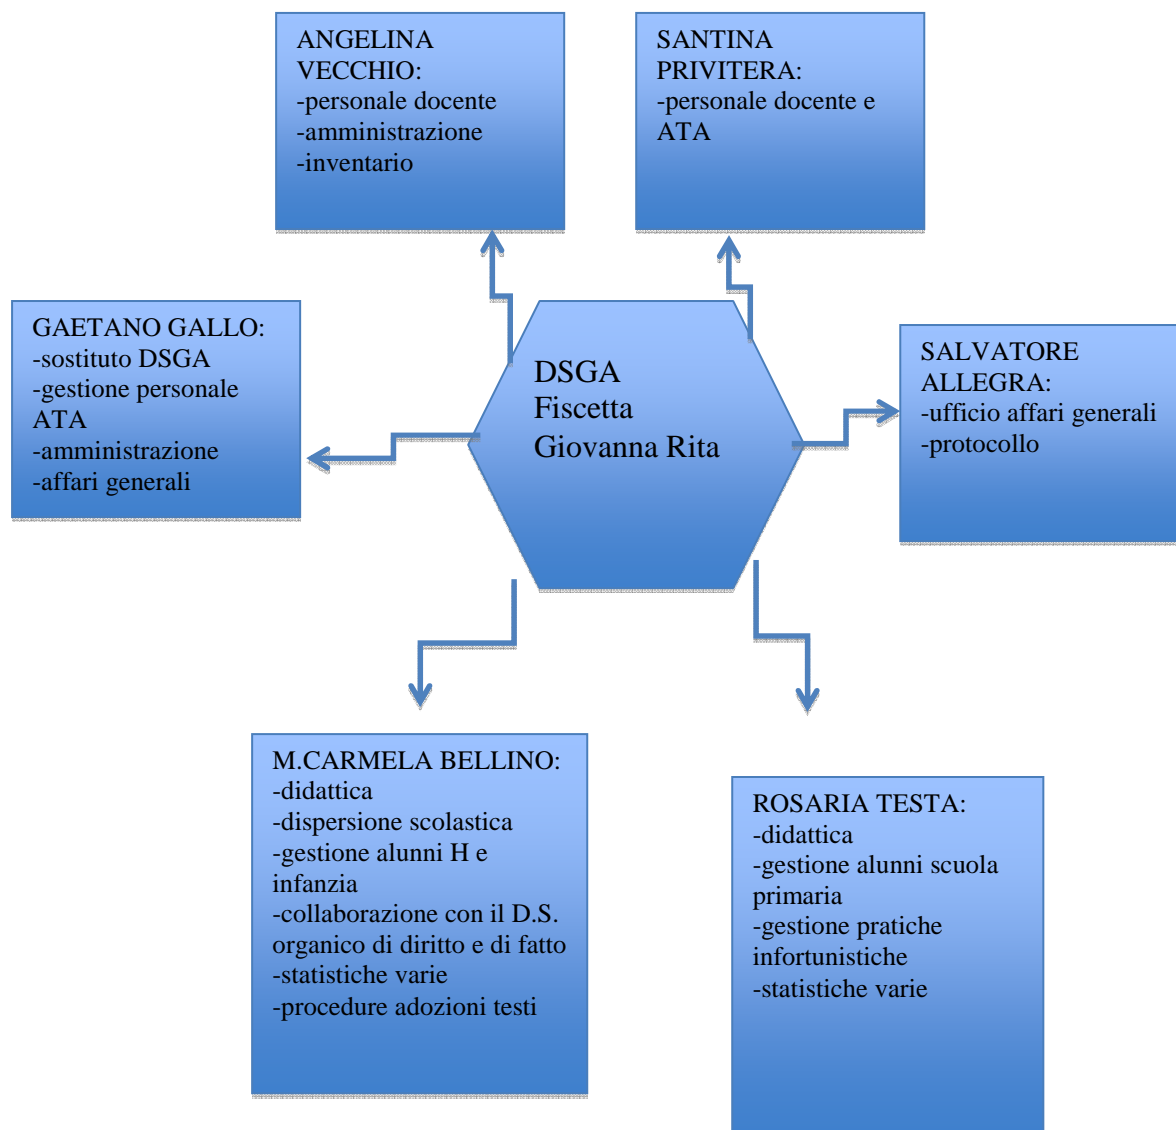 ANGELINA
VECCHIO:
-personale docente
-amministrazione
-inventario
SANTINA
PRIVITERA:
-personale docente e
ATA
GAETANO GALLO:
-sostituto DSGA
-gestione personale
ATA
-amministrazione
-affari generali
DSGA
Fiscetta
Giovanna Rita
SALVATORE
ALLEGRA:
-ufficio affari generali
-protocollo
M.CARMELA BELLINO:
-didattica
-dispersione scolastica
-gestione alunni H e
infanzia
-collaborazione con il D.S.
organico di diritto e di fatto
-statistiche varie
-procedure adozioni testi
ROSARIA TESTA:
-didattica
-gestione alunni scuola
primaria
-gestione pratiche
infortunistiche
-statistiche varie